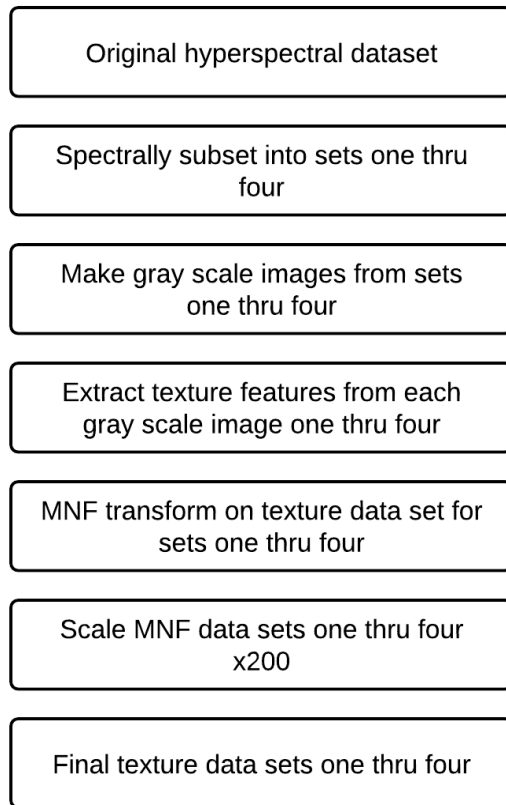 Original hyperspectral dataset
Spectrally subset into sets one thru
four
Make gray scale images from sets
one thru four
Extract texture features from each
gray scale image one thru four
MNF transform on texture data set for
sets one thru four
Scale MNF data sets one thru four
x200
Final texture data sets one thru four